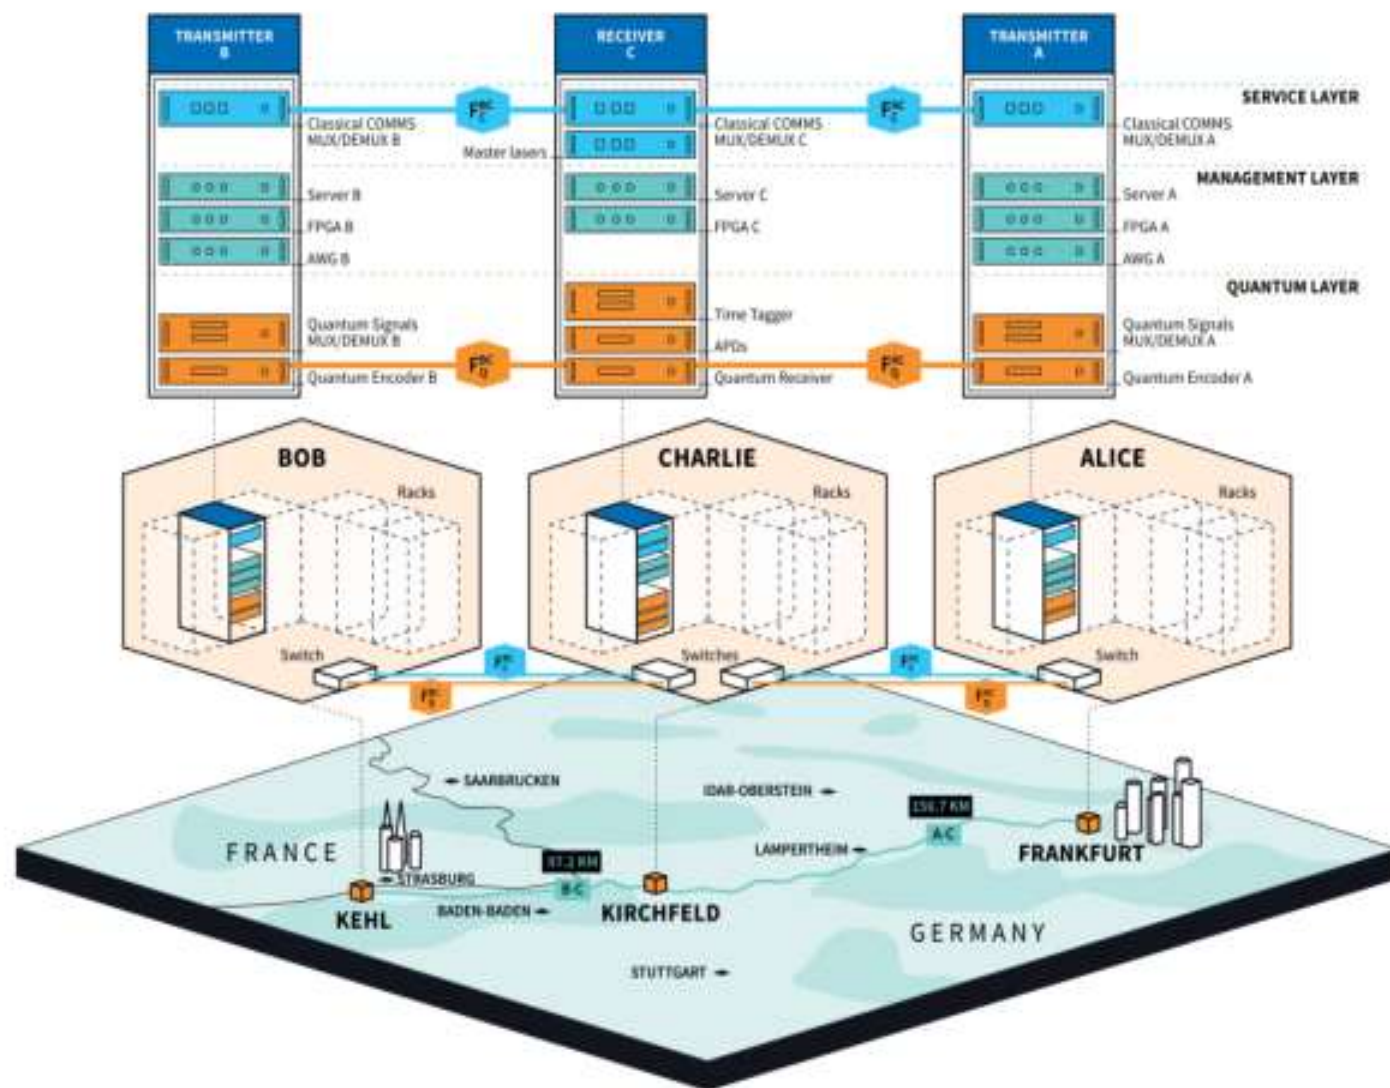 TRANSMITTER
B
RECEIVER
C
TRANSMITTER
A
SERVICE LAYER
Classical COMMS
MUX/DEMUX B
Master lasers
Classical COMMS
MUX/DEMUX C
Classical COMMS
MUX/DEMUX A
MANAGEMENT LAYER
Server B
FPGA B
AWG B
Server C
FPGA C
Server A
FPGA A
AWG A
QUANTUM LAYER
Quantum Signals
MUX/DEMUX B
Quantum Encoder B
Time Tagger
APDs
Quantum Receiver
Quantum Signals
MUX/DEMUX A
Quantum Encoder A
BOB
Racks
Switch
CHARLIE
Racks
Switches
ALICE
Racks
Switch
SAARBRUCKEN
IDAR-OBERSTEIN
156.7 KM
A-C
FRANCE
LAMPERTHEIM
FRANKFURT
STRASBURG
B-C
KEHL
BADEN-BADEN
KIRCHFELD
GERMANY
STUTTGART